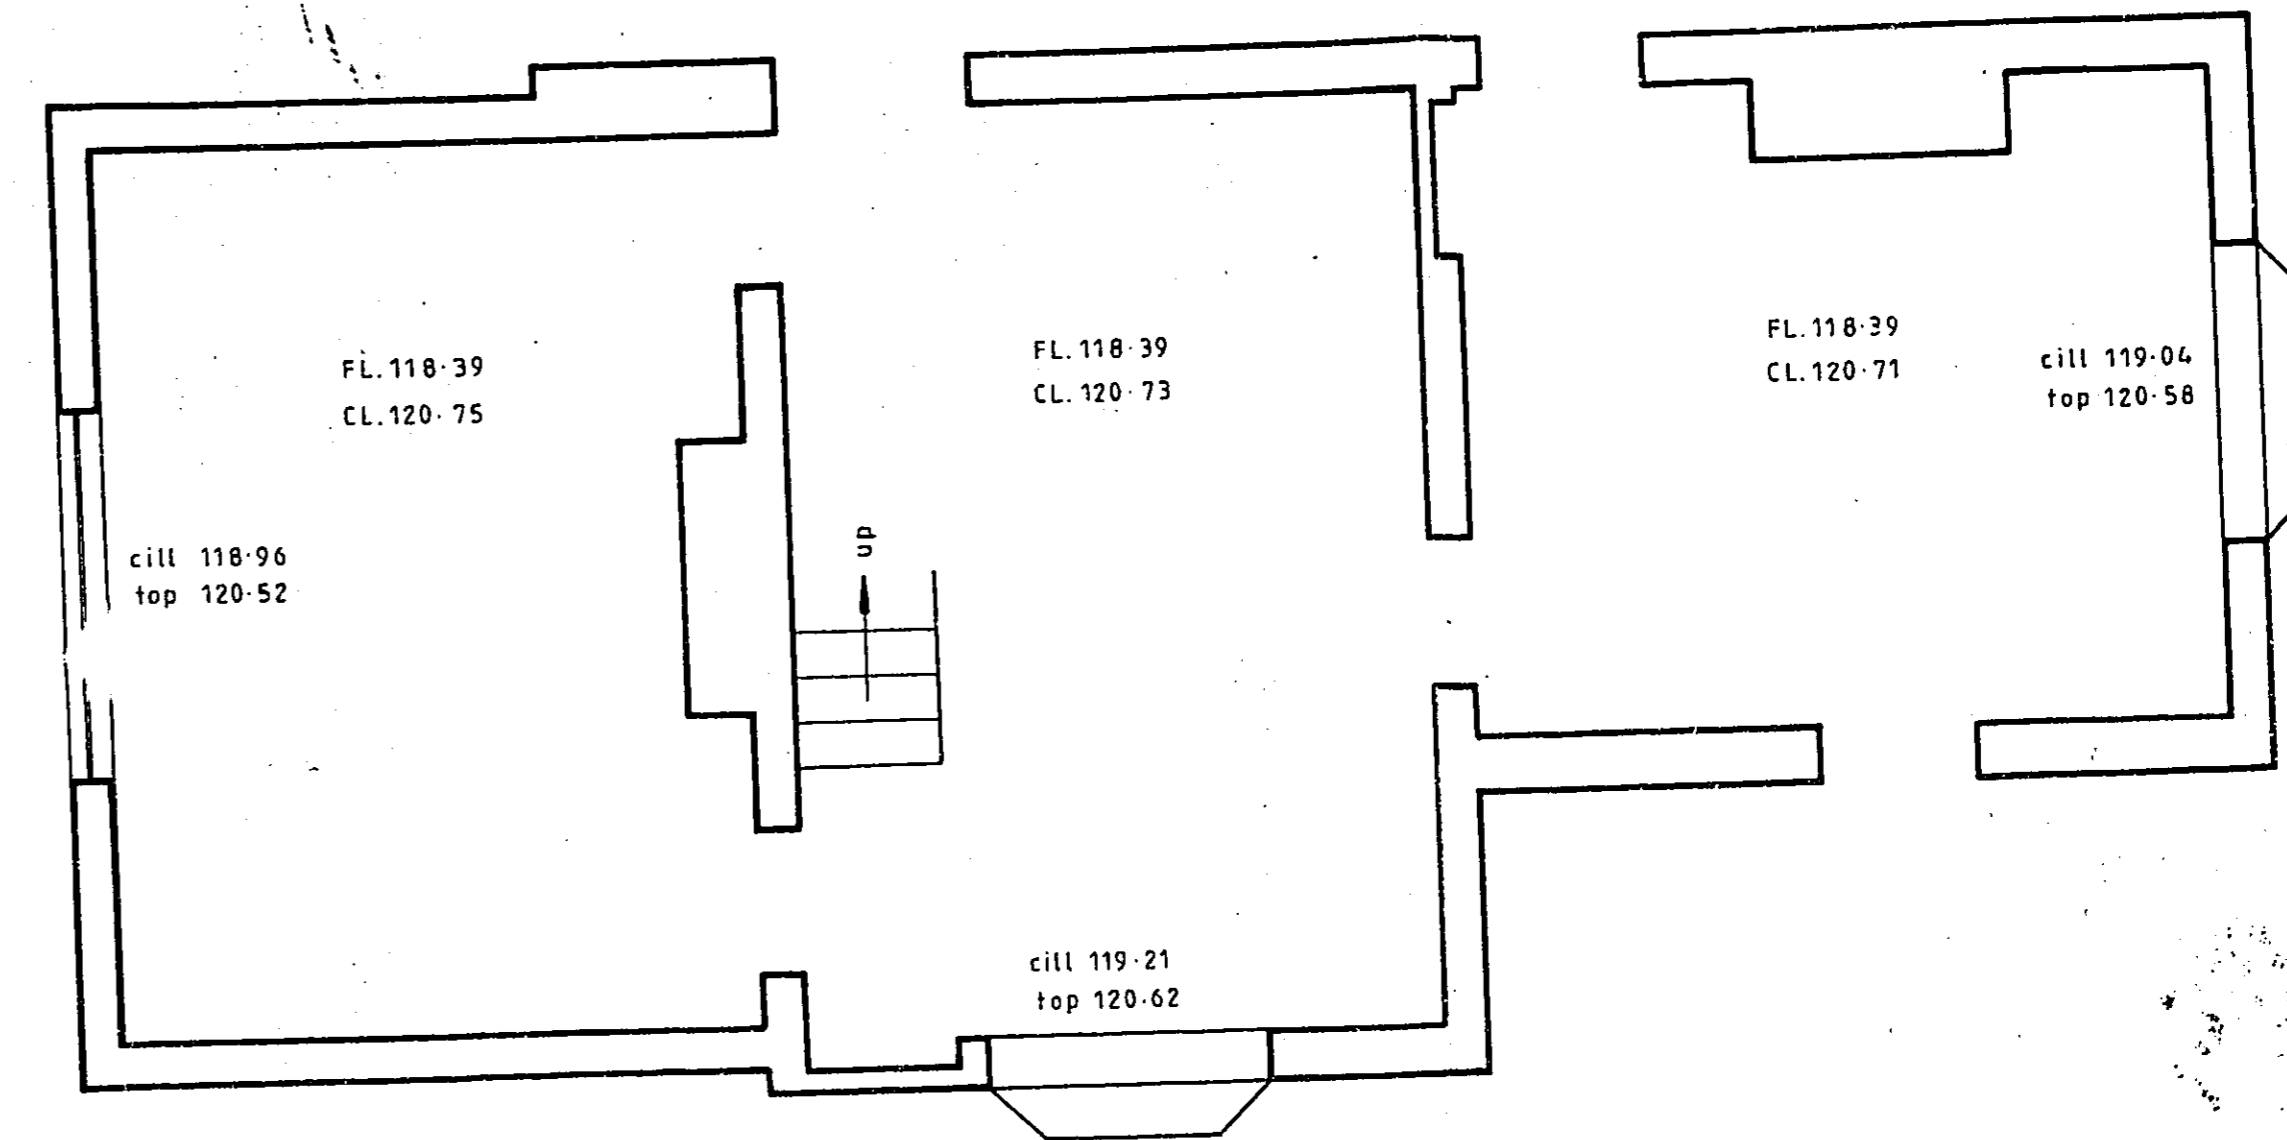 FL.118·39
CL.120·75
cill 118·96
top 120·52
FL.118·39
CL.120·73
up
cill 119·21
top 120·62
FL.118·39
CL.120·71
cill 119·04
top 120·58